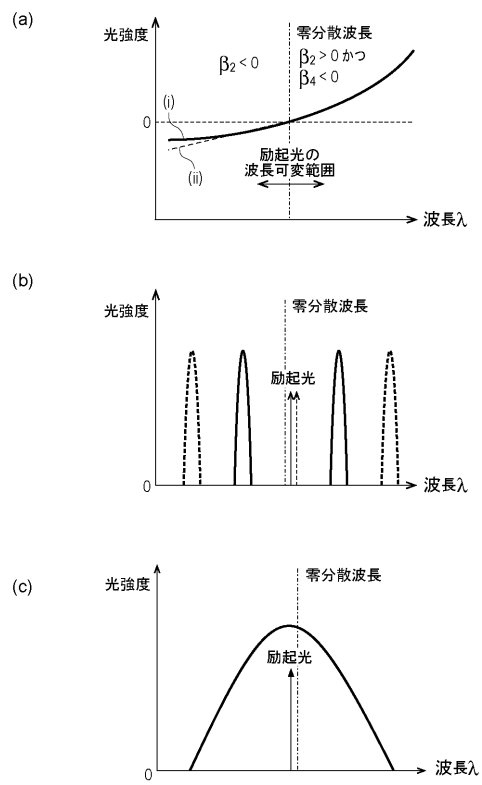 (a)
光強度
零分散波長
β₂ < 0
β₂ > 0 かつ
β₄ < 0
(i)
0
(ii)
励起光の
波長可変範囲
波長λ
(b)
光強度
零分散波長
励起光
0
波長λ
(c)
光強度
零分散波長
励起光
0
波長λ